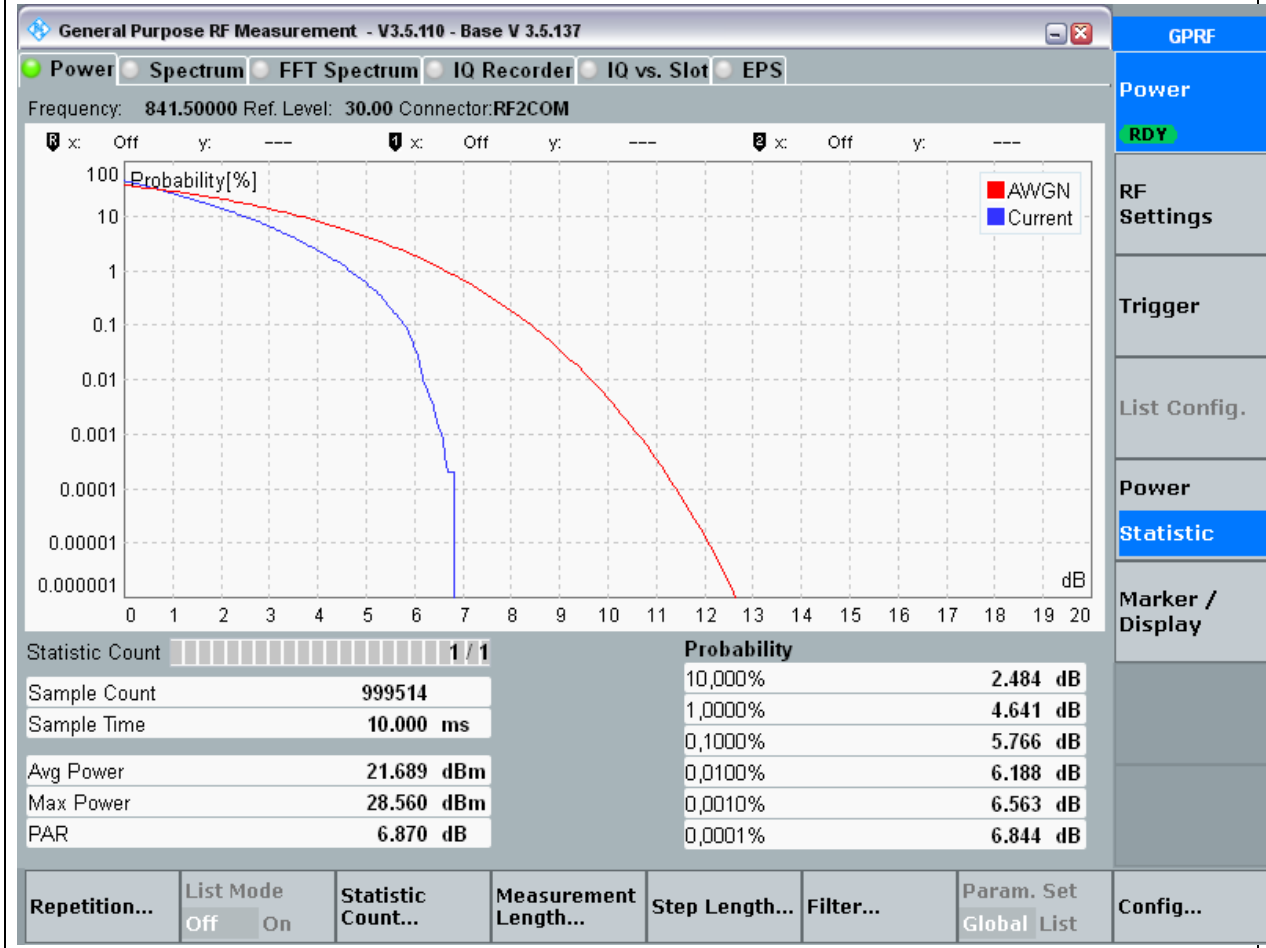 General Purpose RF Measurement - V3.5.110 - Base V 3.5.137
GPRF
Power Spectrum FFT Spectrum IQ Recorder IQ vs. Slot EPS
Frequency: 841.50000 Ref. Level: 30.00 Connector:RF2COM
R x: Off y: --- 1 x: Off y: --- 2 x: Off y: ---
Probability[%]
AWGN
Current
100
10
1
0.1
0.01
0.001
0.0001
0.00001
0.000001
dB
0 1 2 3 4 5 6 7 8 9 10 11 12 13 14 15 16 17 18 19 20
Statistic Count 1 / 1
Sample Count 999514
Sample Time 10.000 ms
Avg Power 21.689 dBm
Max Power 28.560 dBm
PAR 6.870 dB
Probability
10,000% 2.484 dB
1,0000% 4.641 dB
0,1000% 5.766 dB
0,0100% 6.188 dB
0,0010% 6.563 dB
0,0001% 6.844 dB
Power
RDY
RF
Settings
Trigger
List Config.
Power
Statistic
Marker /
Display
Repetition...
List Mode
Off On
Statistic
Count...
Measurement
Length...
Step Length...
Filter...
Param. Set
Global List
Config...